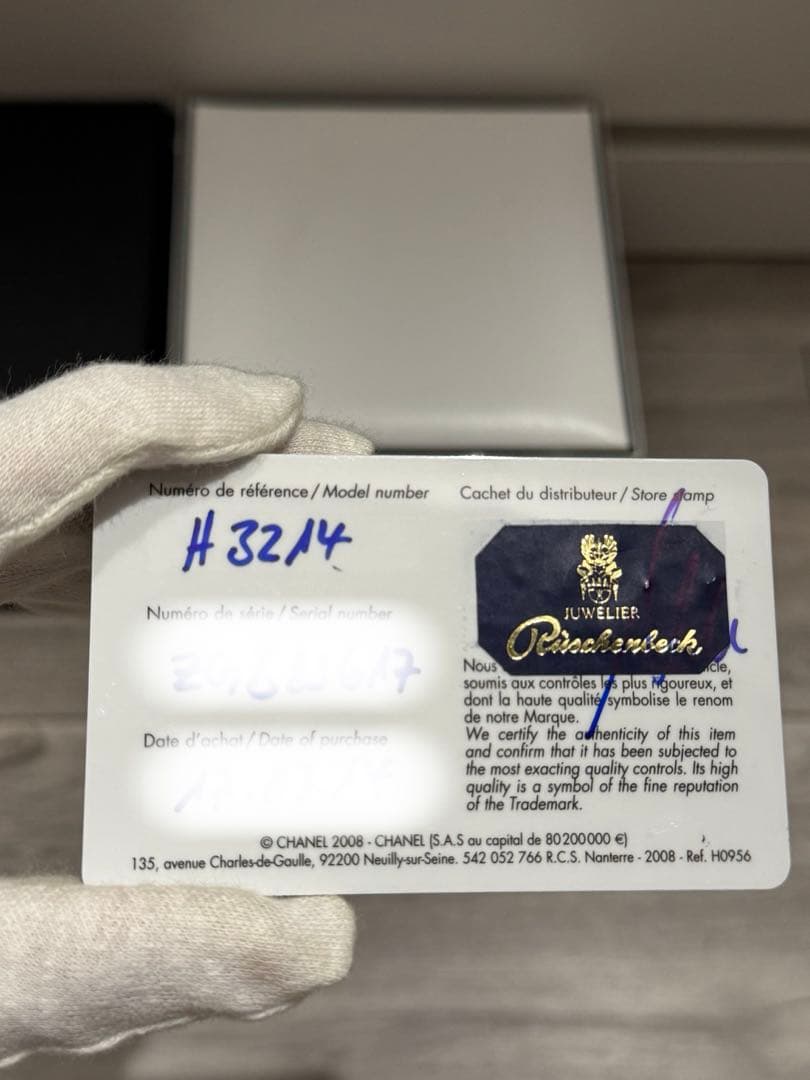 Numéro de référence / Model number
H 3214
Numéro de série / Serial number
Date d'achat / Date of purchase
Cachet du distributeur / Store stamp
JUWELIER
Rüschenbeck
Nous
icle,
soumis aux contrôles les plus rigoureux, et
dont la haute qualité symbolise le renom
de notre Marque.
We certify the authenticity of this item
and confirm that it has been subjected to
the most exacting quality controls. Its high
quality is a symbol of the fine reputation
of the Trademark.
© CHANEL 2008 - CHANEL (S.A.S au capital de 80200000 €)
135, avenue Charles-de-Gaulle, 92200 Neuilly-sur-Seine. 542 052 766 R.C.S. Nanterre - 2008 - Ref. H0956